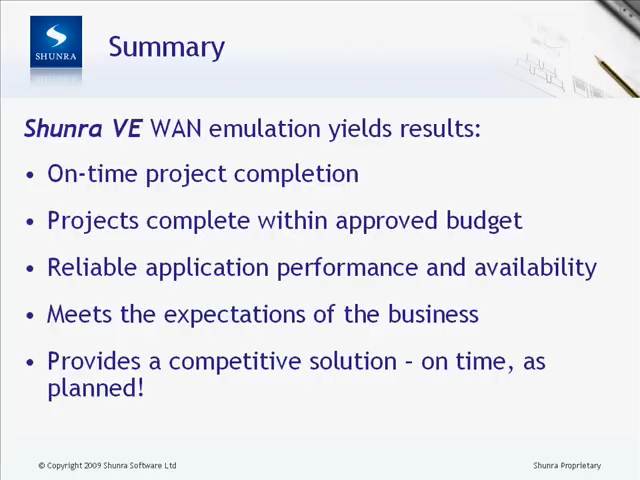 SHUNRA
Summary
Shunra VE WAN emulation yields results:
• On-time project completion
• Projects complete within approved budget
• Reliable application performance and availability
• Meets the expectations of the business
• Provides a competitive solution – on time, as
planned!
© Copyright 2009 Shunra Software Ltd
Shunra Proprietary